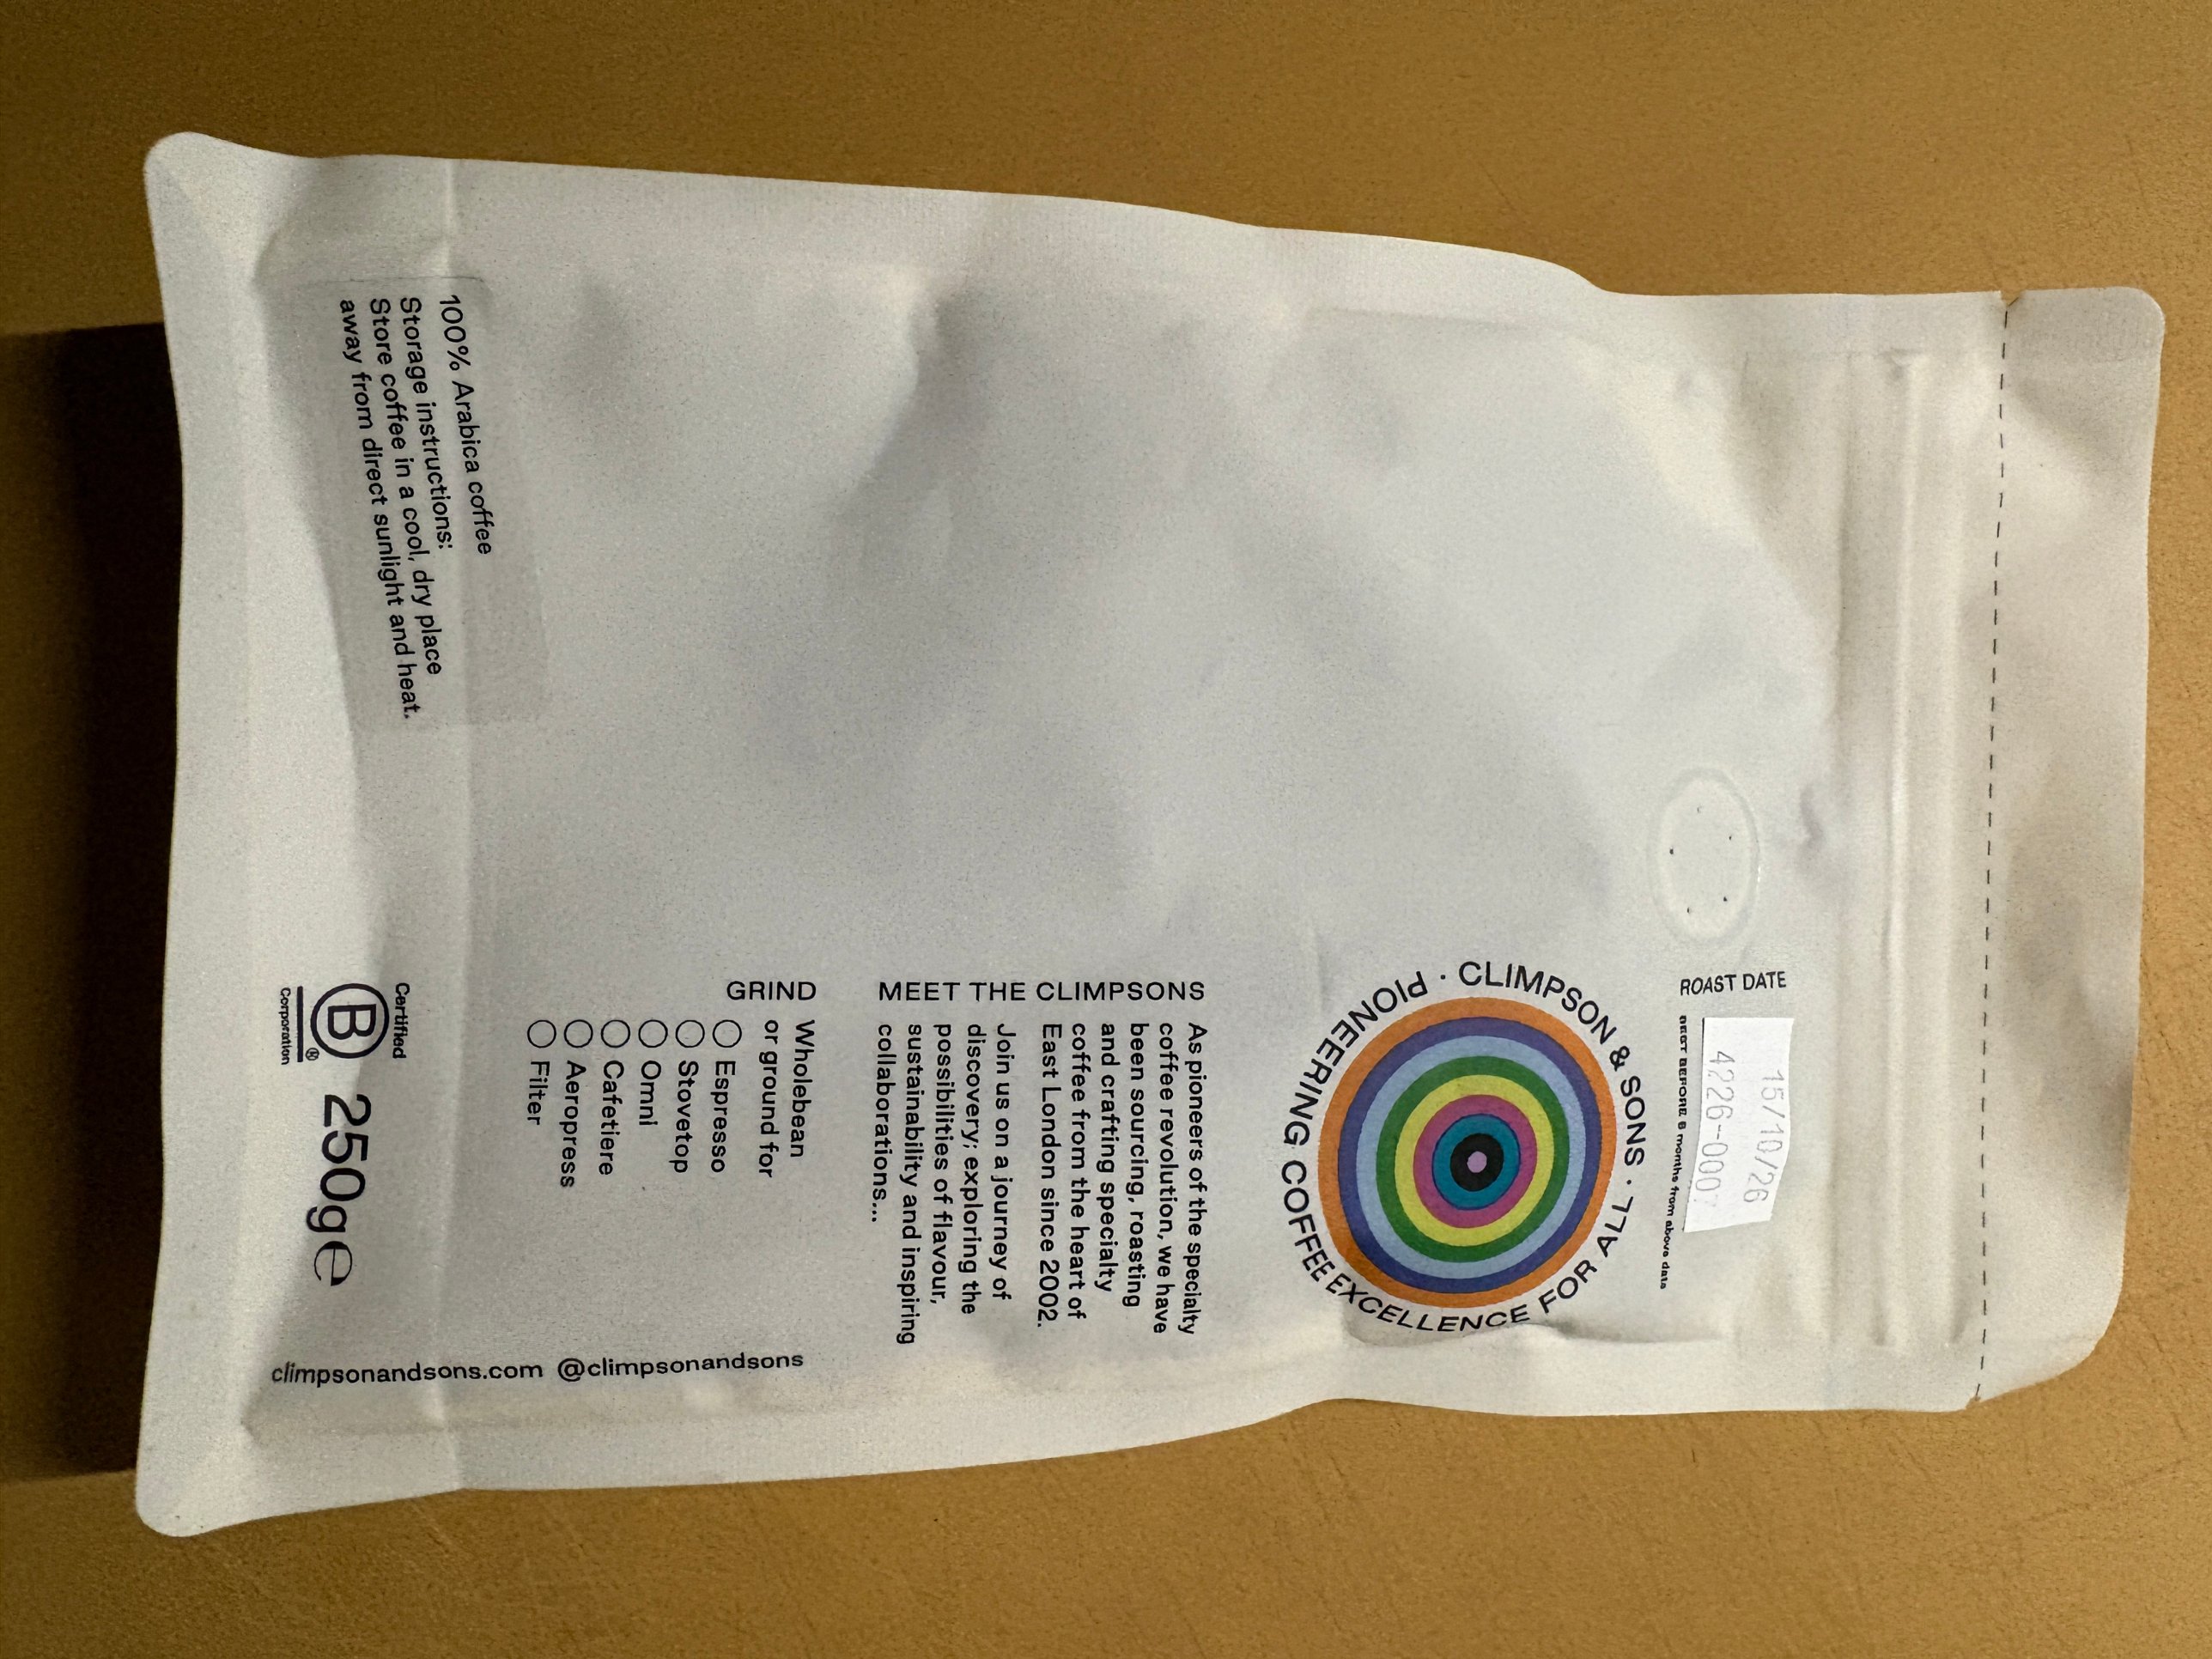 ROAST DATE
15/10/26
4226-0007
BEST BEFORE 6 months from above date
CLIMPSON & SONS · PIONEERING COFFEE EXCELLENCE FOR ALL ·
MEET THE CLIMPSONS
As pioneers of the specialty
coffee revolution, we have
been sourcing, roasting
and crafting specialty
coffee from the heart of
East London since 2002.
Join us on a journey of
discovery; exploring the
possibilities of flavour,
sustainability and inspiring
collaborations...
GRIND
Wholebean
or ground for
Espresso
Stovetop
Omni
Cafetiere
Aeropress
Filter
100% Arabica coffee
Storage instructions:
Store coffee in a cool, dry place
away from direct sunlight and heat.
Certified
B®
Corporation
250g℮
climpsonandsons.com @climpsonandsons